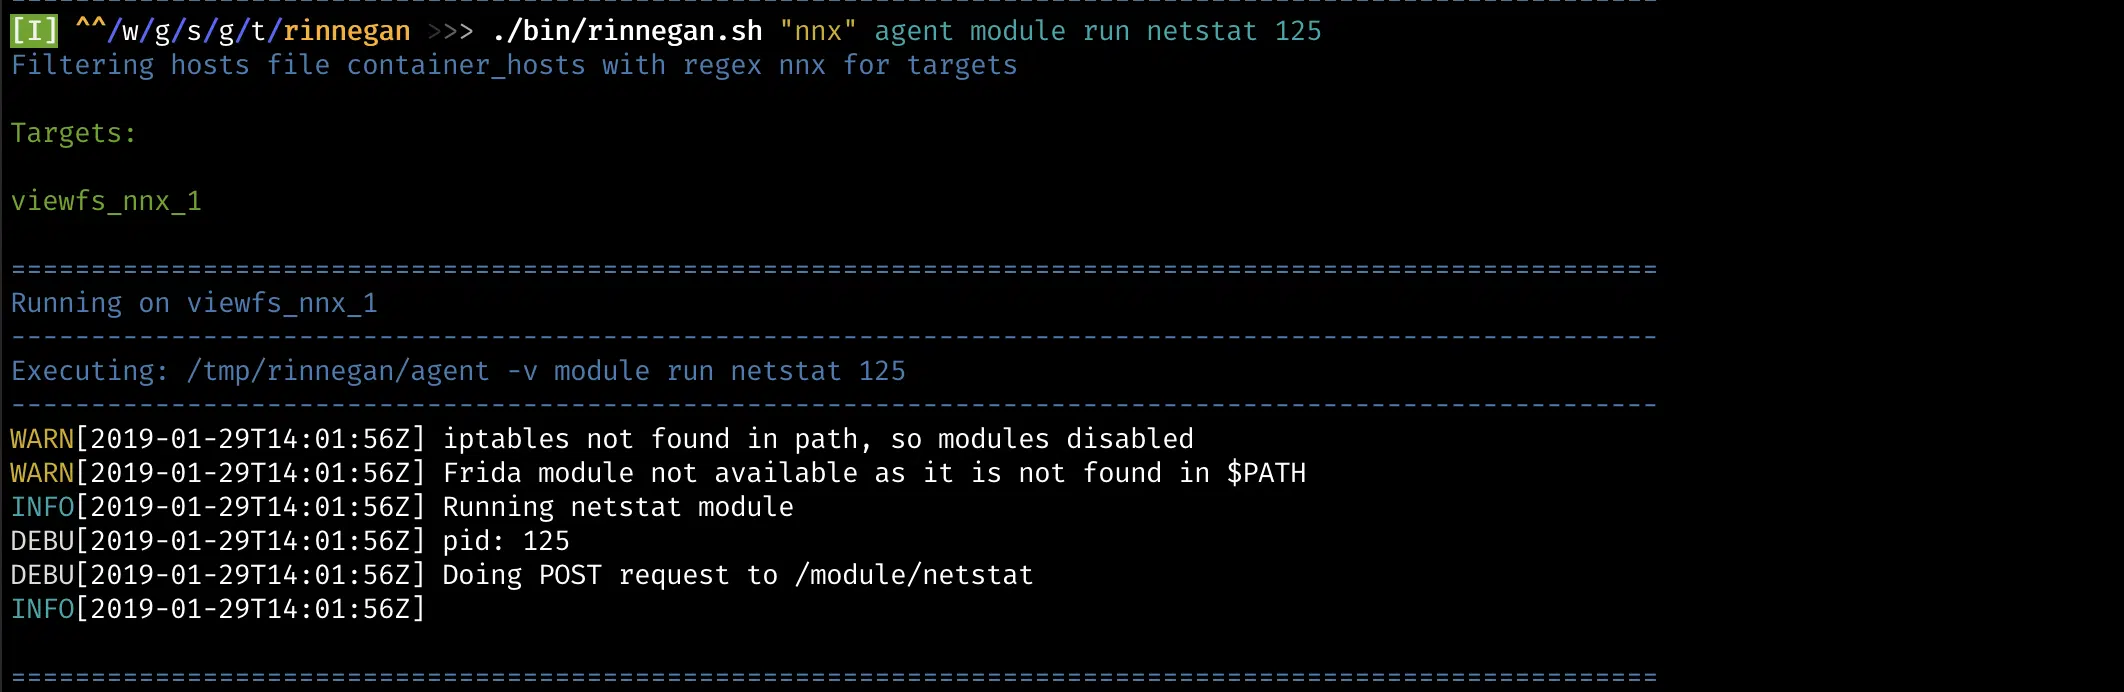 [I] ^^/w/g/s/g/t/rinnegan >>> ./bin/rinnegan.sh "nnx" agent module run netstat 125
Filtering hosts file container_hosts with regex nnx for targets
Targets:
viewfs_nnx_1
=======================================================================================================
Running on viewfs_nnx_1
-------------------------------------------------------------------------------------------------------
Executing: /tmp/rinnegan/agent -v module run netstat 125
-------------------------------------------------------------------------------------------------------
WARN[2019-01-29T14:01:56Z] iptables not found in path, so modules disabled
WARN[2019-01-29T14:01:56Z] Frida module not available as it is not found in $PATH
INFO[2019-01-29T14:01:56Z] Running netstat module
DEBU[2019-01-29T14:01:56Z] pid: 125
DEBU[2019-01-29T14:01:56Z] Doing POST request to /module/netstat
INFO[2019-01-29T14:01:56Z]
=======================================================================================================